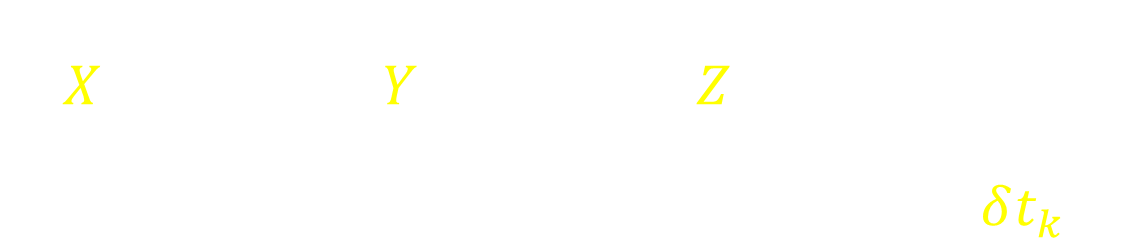 X Y Z
δt_k